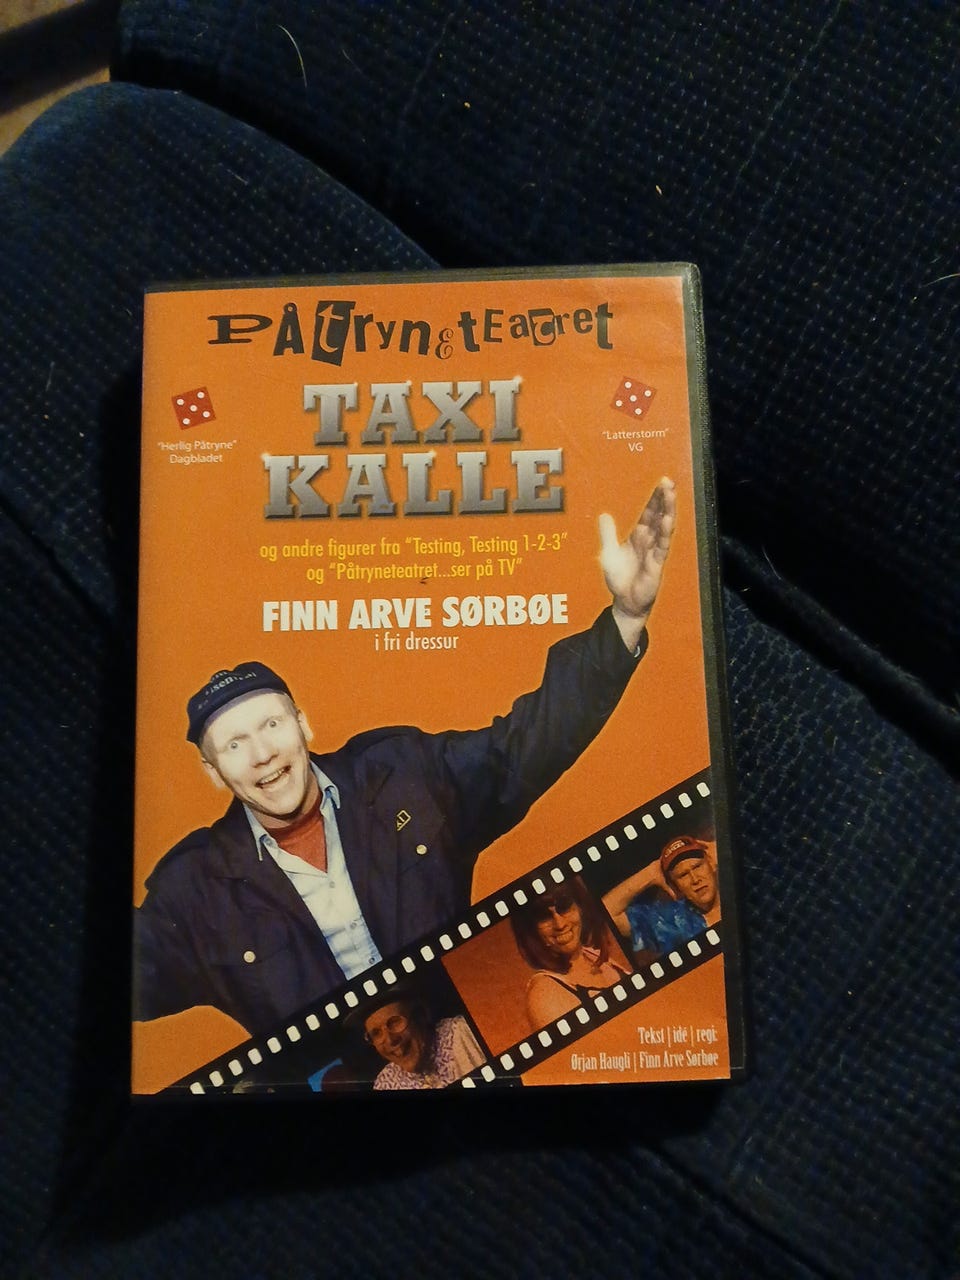 PÅtryneteatret
TAXI
KALLE
"Herlig Påtryne"
Dagbladet
"Latterstorm"
VG
og andre figurer fra "Testing, Testing 1-2-3"
og "Påtryneteatret...ser på TV"
FINN ARVE SØRBØE
i fri dressur
Tekst | idé | regi:
Ørjan Haugli | Finn Arve Sørbøe